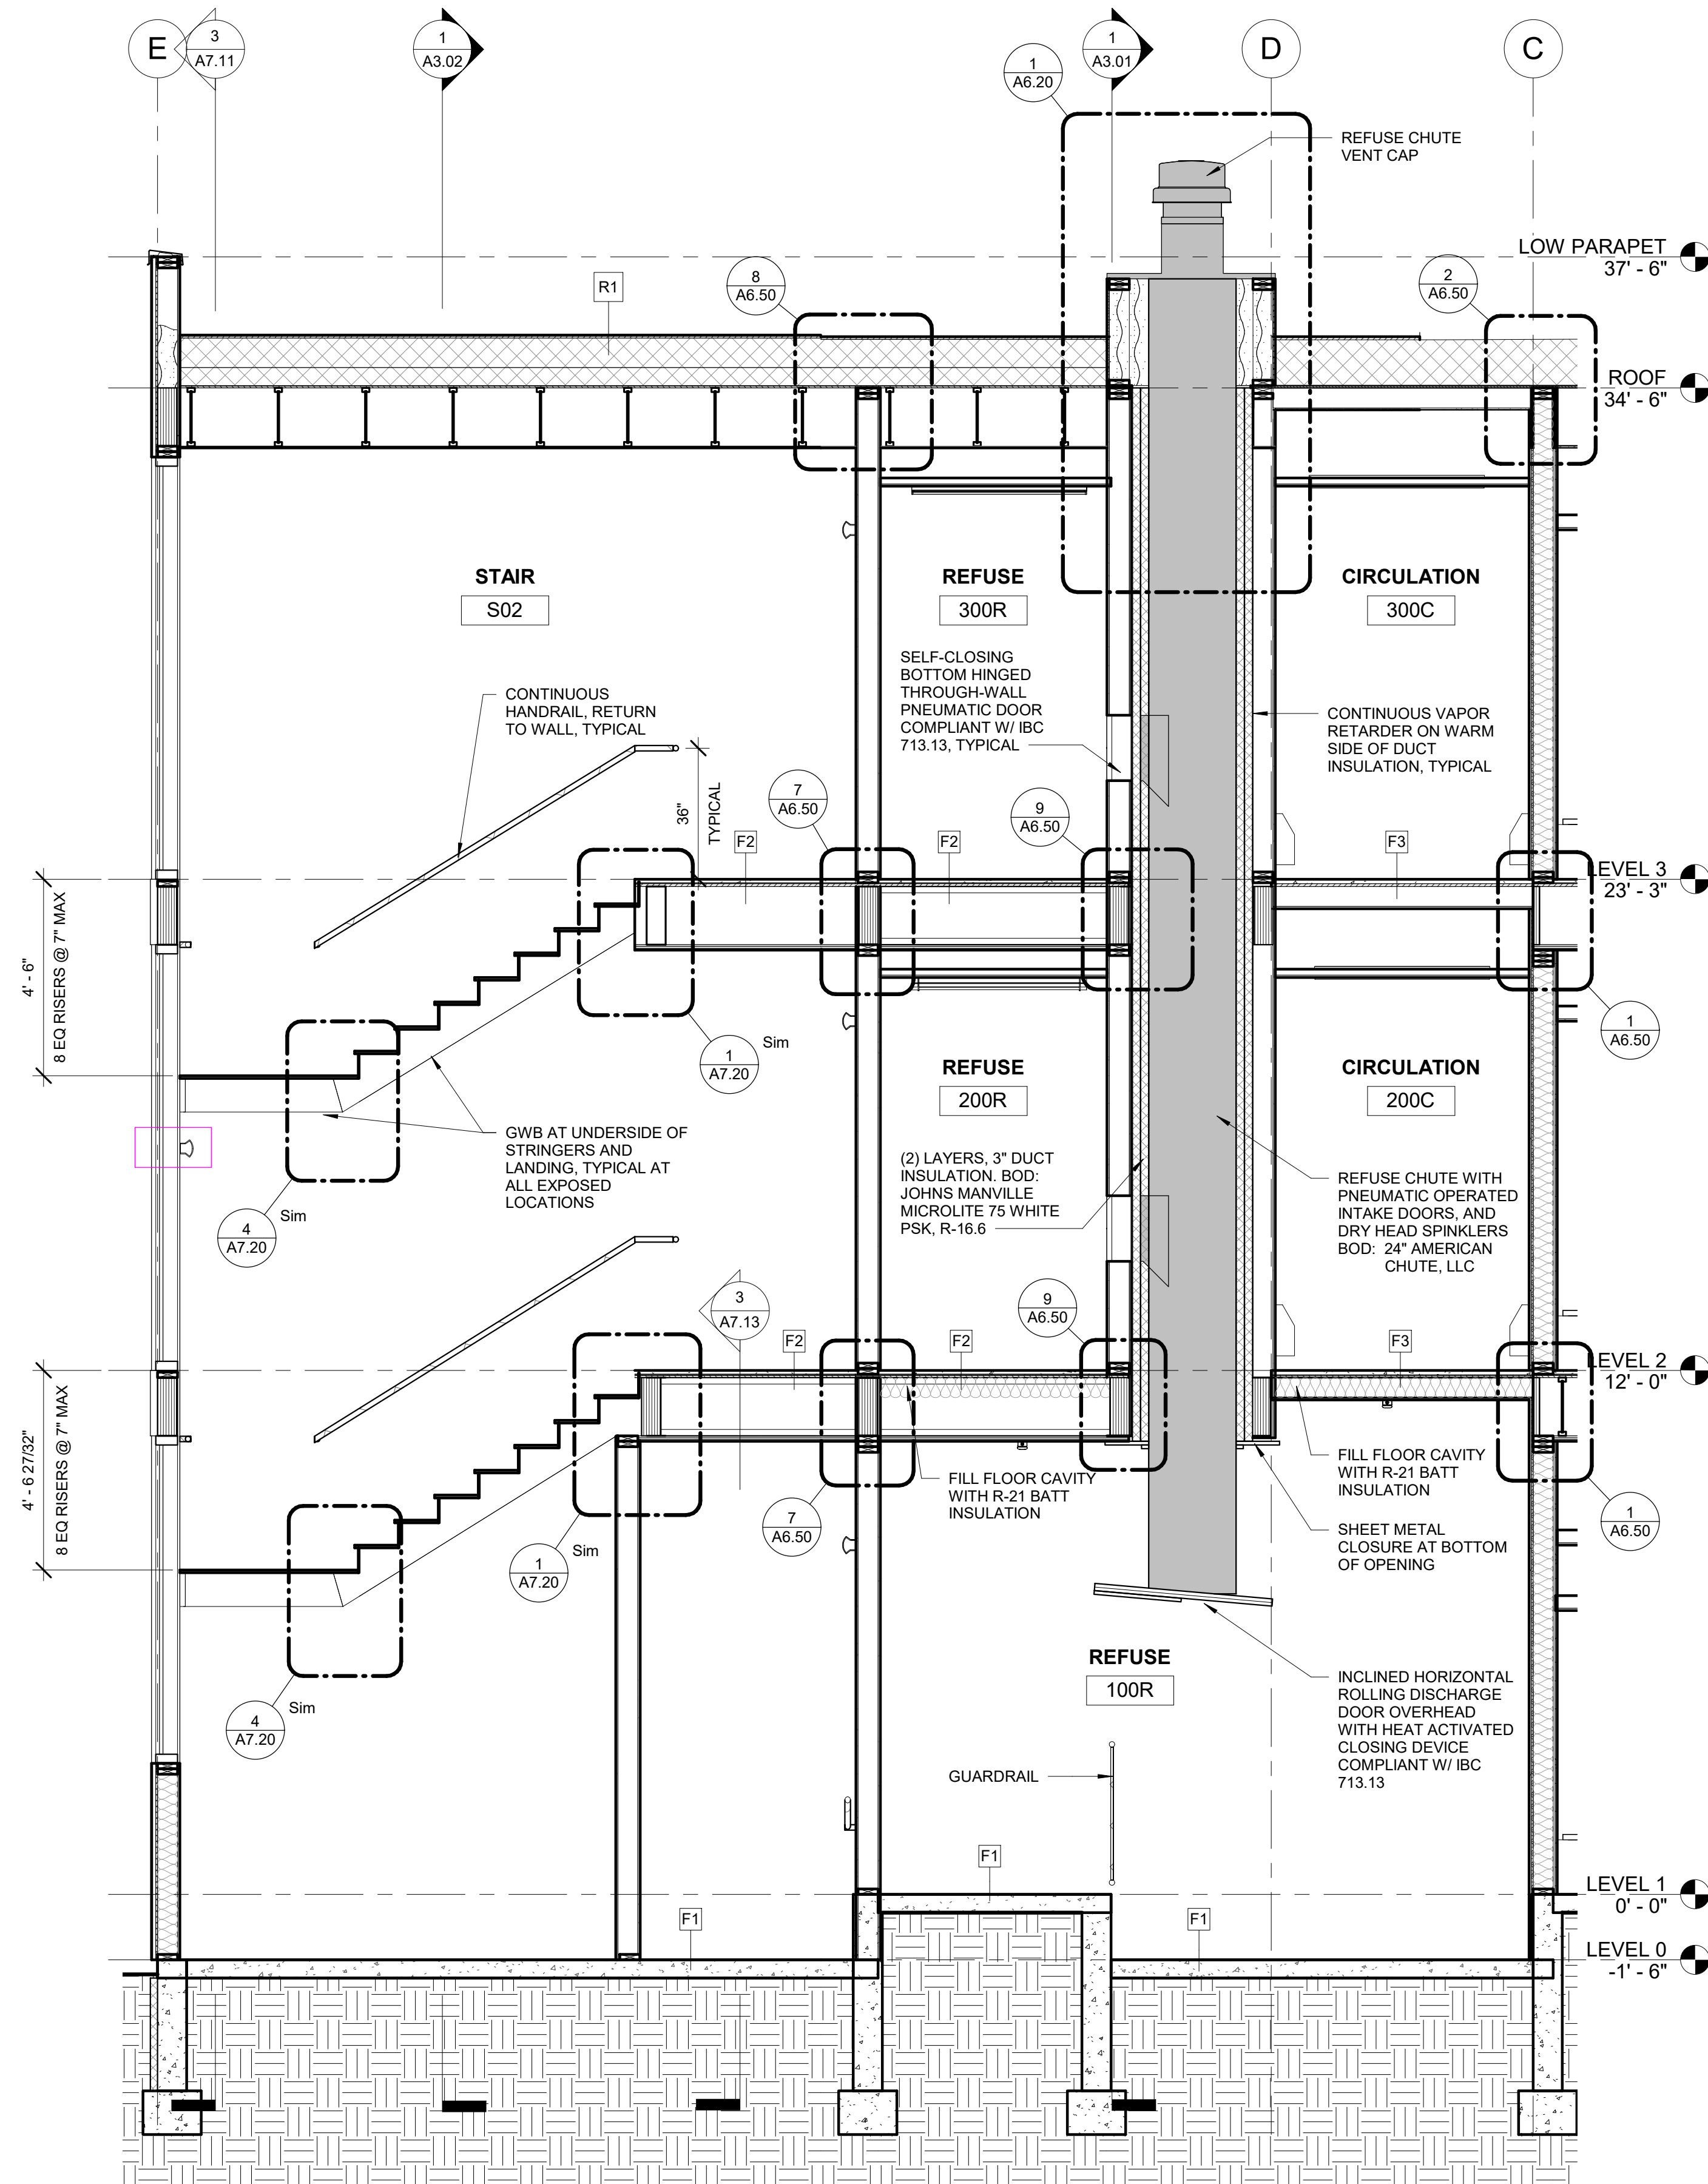 E
3
A7.11
1
A3.02
1
A6.20
1
A3.01
D
C
REFUSE CHUTE
VENT CAP
LOW PARAPET
37' - 6"
R1
8
A6.50
2
A6.50
ROOF
34' - 6"
STAIR
S02
REFUSE
300R
CIRCULATION
300C
CONTINUOUS
HANDRAIL, RETURN
TO WALL, TYPICAL
SELF-CLOSING
BOTTOM HINGED
THROUGH-WALL
PNEUMATIC DOOR
COMPLIANT W/ IBC
713.13, TYPICAL
CONTINUOUS VAPOR
RETARDER ON WARM
SIDE OF DUCT
INSULATION, TYPICAL
36"
TYPICAL
7
A6.50
9
A6.50
F2
F2
F3
LEVEL 3
23' - 3"
4' - 6"
8 EQ RISERS @ 7" MAX
1
A7.20
Sim
1
A6.50
REFUSE
200R
CIRCULATION
200C
GWB AT UNDERSIDE OF
STRINGERS AND
LANDING, TYPICAL AT
ALL EXPOSED
LOCATIONS
(2) LAYERS, 3" DUCT
INSULATION. BOD:
JOHNS MANVILLE
MICROLITE 75 WHITE
PSK, R-16.6
REFUSE CHUTE WITH
PNEUMATIC OPERATED
INTAKE DOORS, AND
DRY HEAD SPINKLERS
BOD: 24" AMERICAN
CHUTE, LLC
4
A7.20
Sim
3
A7.13
9
A6.50
F2
F2
F3
LEVEL 2
12' - 0"
4' - 6 27/32"
8 EQ RISERS @ 7" MAX
FILL FLOOR CAVITY
WITH R-21 BATT
INSULATION
FILL FLOOR CAVITY
WITH R-21 BATT
INSULATION
7
A6.50
1
A7.20
Sim
1
A6.50
SHEET METAL
CLOSURE AT BOTTOM
OF OPENING
REFUSE
100R
INCLINED HORIZONTAL
ROLLING DISCHARGE
DOOR OVERHEAD
WITH HEAT ACTIVATED
CLOSING DEVICE
COMPLIANT W/ IBC
713.13
4
A7.20
Sim
GUARDRAIL
F1
LEVEL 1
0' - 0"
F1
F1
LEVEL 0
-1' - 6"